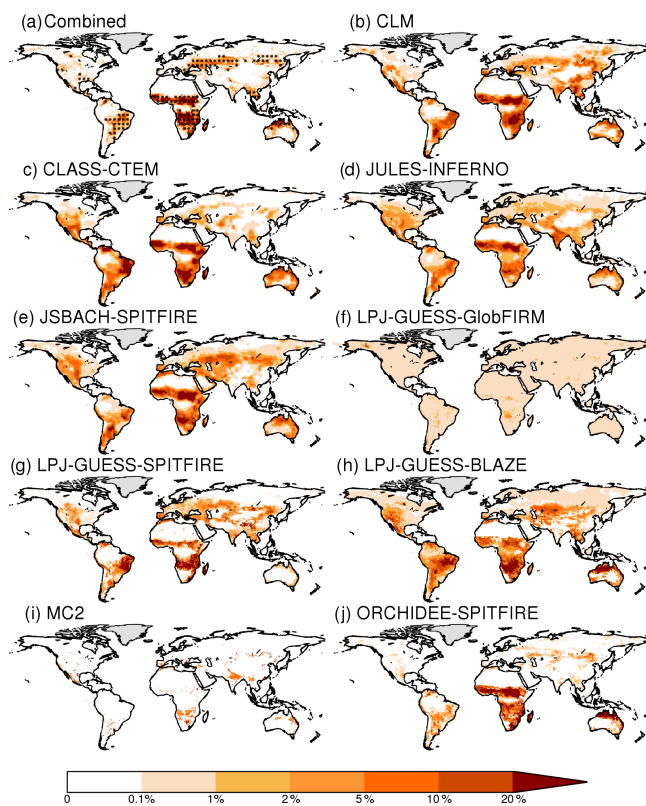 (a) Combined
(b) CLM
c) CLASS-CTEM
(d) JULES-INFERNO
(e) JSBACH-SPITFIRE
(f) LPJ-GUESS-GlobFIRM
(g) LPJ-GUESS-SPITFIRE
(h) LPJ-GUESS-BLAZE
(i) MC2
(j) ORCHIDEE-SPITFIRE
0 0.1% 1% 2% 5% 10% 20%